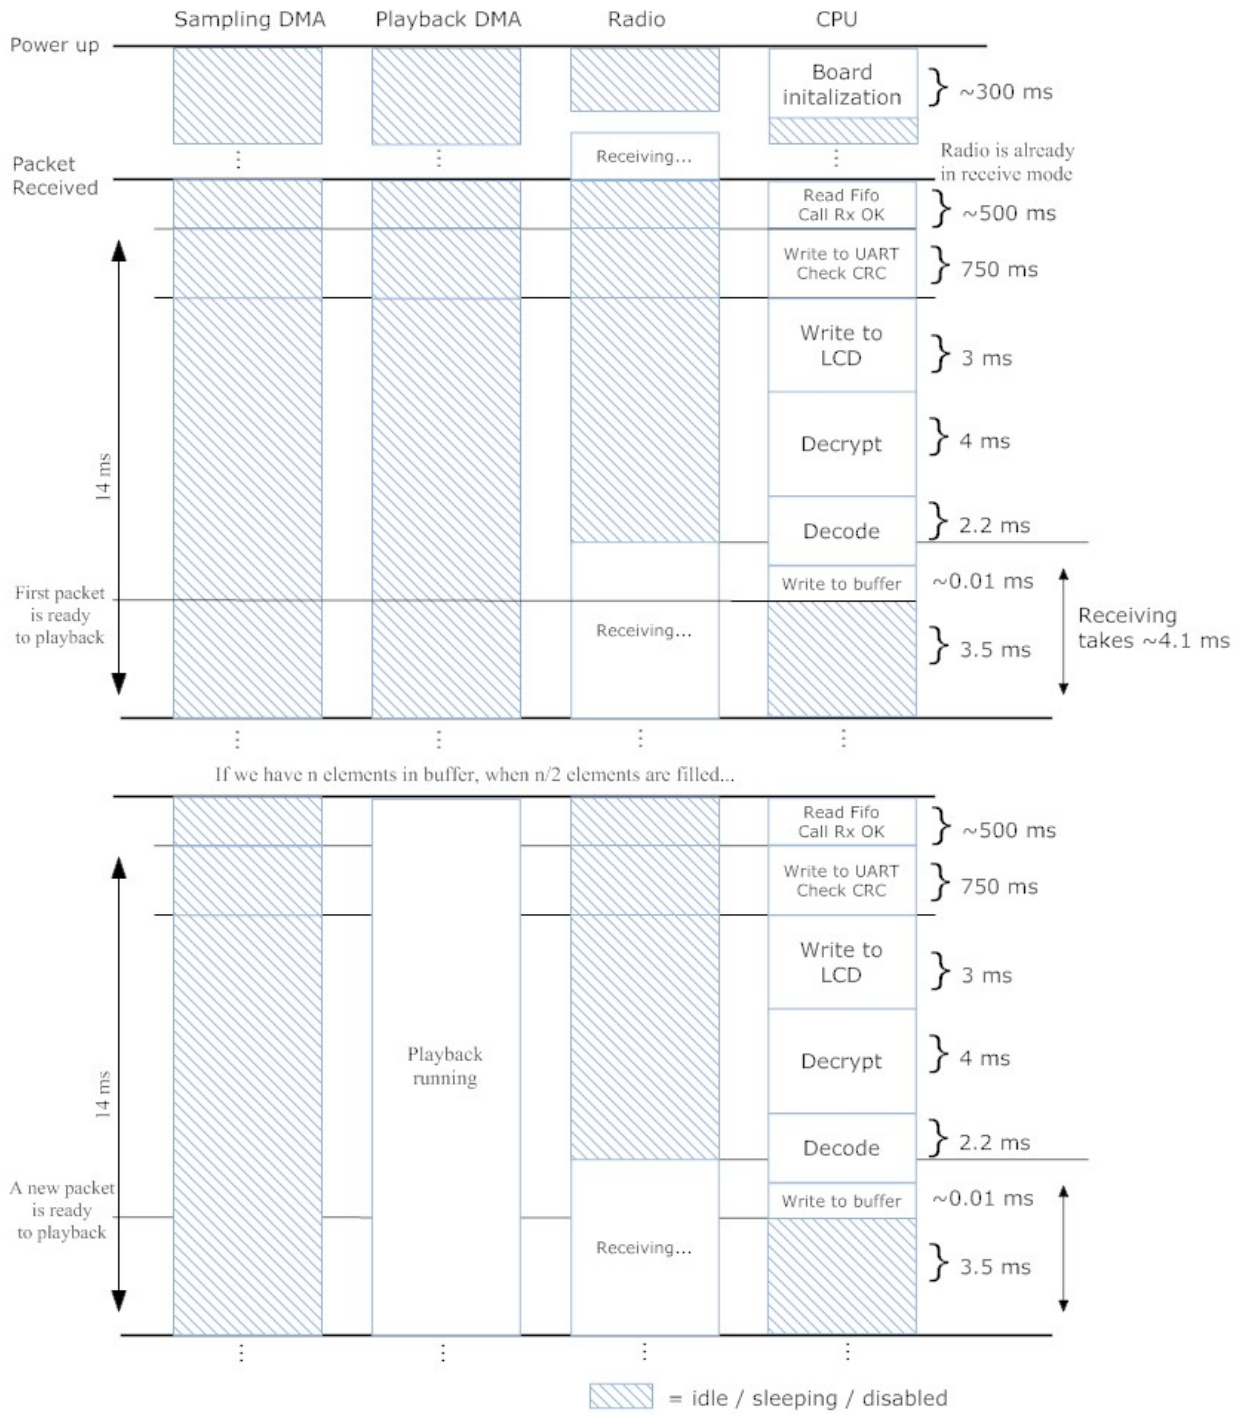 Sampling DMA Playback DMA Radio CPU
Power up
Board
initalization
~300 ms
Receiving...
Radio is already
in receive mode
Packet
Received
Read Fifo
Call Rx OK
~500 ms
Write to UART
Check CRC
750 ms
Write to
LCD
3 ms
Decrypt
4 ms
14 ms
Decode
2.2 ms
Write to buffer
~0.01 ms
First packet
is ready
to playback
Receiving...
3.5 ms
Receiving
takes ~4.1 ms
If we have n elements in buffer, when n/2 elements are filled...
Read Fifo
Call Rx OK
~500 ms
Write to UART
Check CRC
750 ms
Write to
LCD
3 ms
Playback
running
Decrypt
4 ms
14 ms
Decode
2.2 ms
Write to buffer
~0.01 ms
A new packet
is ready
to playback
Receiving...
3.5 ms
= idle / sleeping / disabled